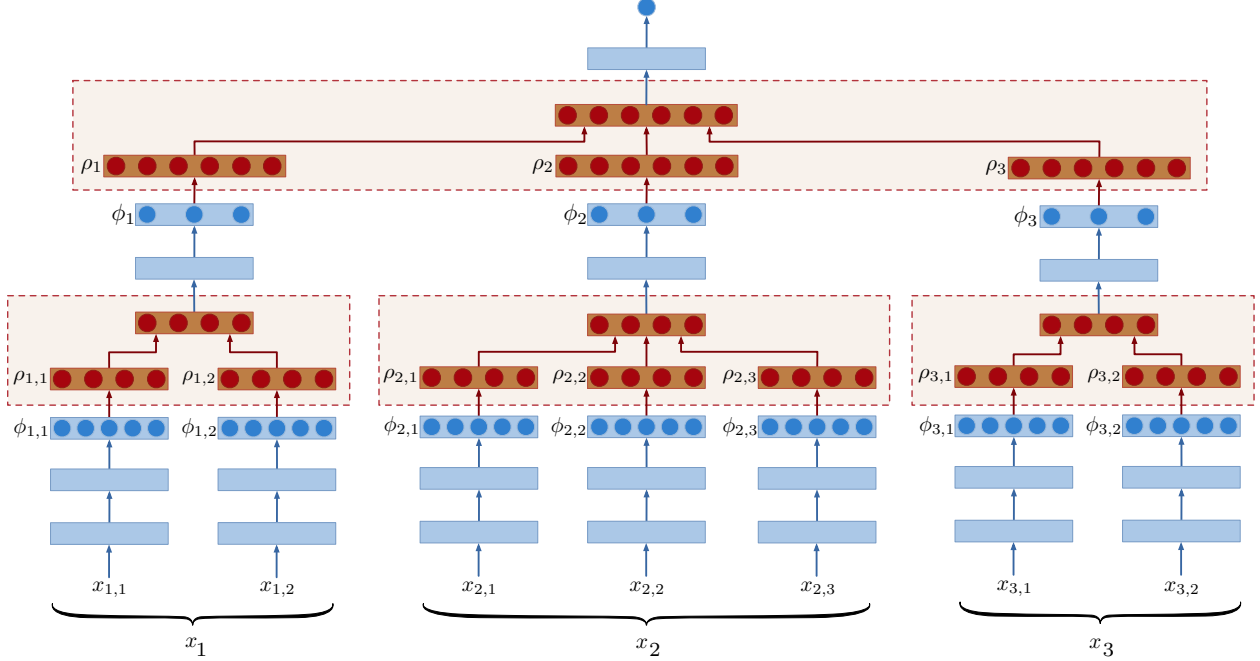 ρ₁ ρ₂ ρ₃
ϕ₁ ϕ₂ ϕ₃
ρ₁,₁ ρ₁,₂ ρ₂,₁ ρ₂,₂ ρ₂,₃ ρ₃,₁ ρ₃,₂
ϕ₁,₁ ϕ₁,₂ ϕ₂,₁ ϕ₂,₂ ϕ₂,₃ ϕ₃,₁ ϕ₃,₂
x₁,₁ x₁,₂ x₂,₁ x₂,₂ x₂,₃ x₃,₁ x₃,₂
x₁ x₂ x₃